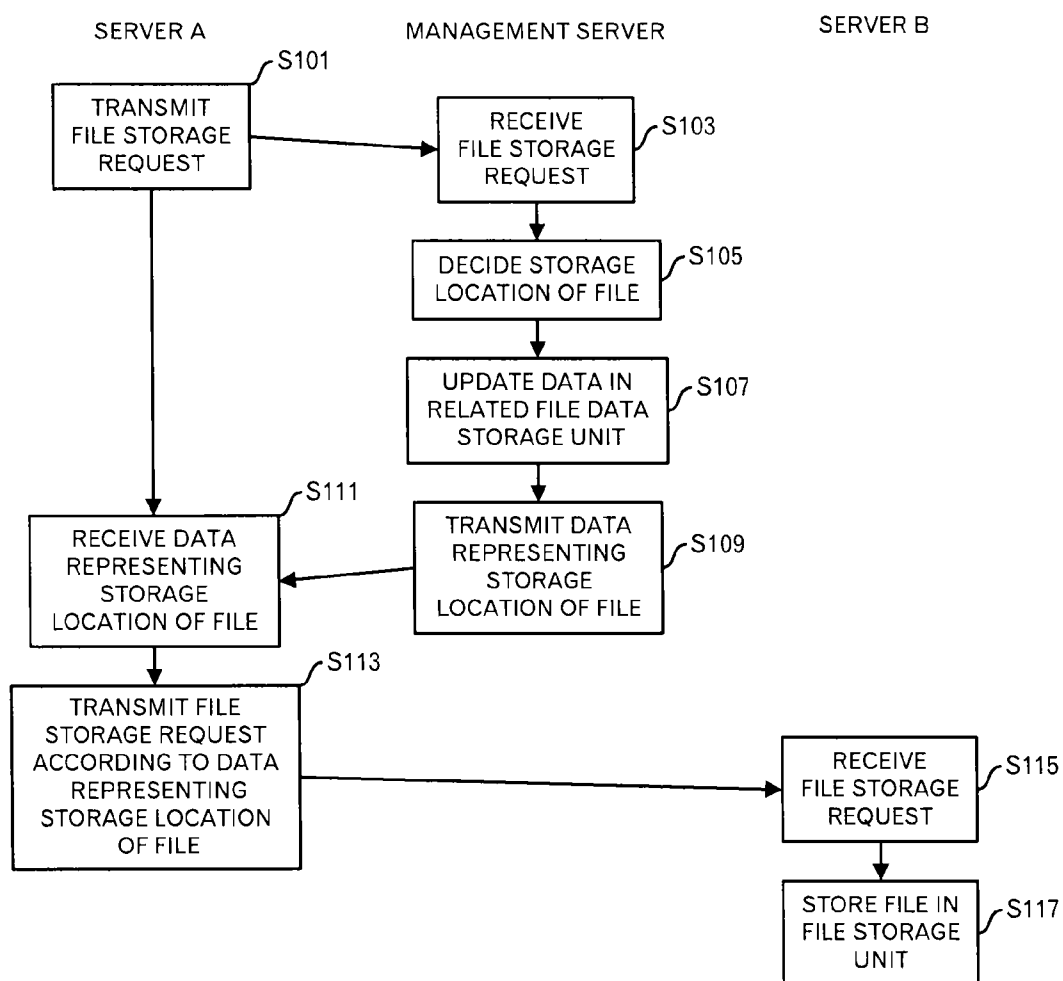 SERVER A
MANAGEMENT SERVER
SERVER B
S101
TRANSMIT
FILE STORAGE
REQUEST
S103
RECEIVE
FILE STORAGE
REQUEST
S105
DECIDE STORAGE
LOCATION OF FILE
S107
UPDATE DATA IN
RELATED FILE DATA
STORAGE UNIT
S109
TRANSMIT DATA
REPRESENTING
STORAGE
LOCATION OF FILE
S111
RECEIVE DATA
REPRESENTING
STORAGE
LOCATION OF FILE
S113
TRANSMIT FILE
STORAGE REQUEST
ACCORDING TO DATA
REPRESENTING
STORAGE LOCATION
OF FILE
S115
RECEIVE
FILE STORAGE
REQUEST
S117
STORE FILE IN
FILE STORAGE
UNIT